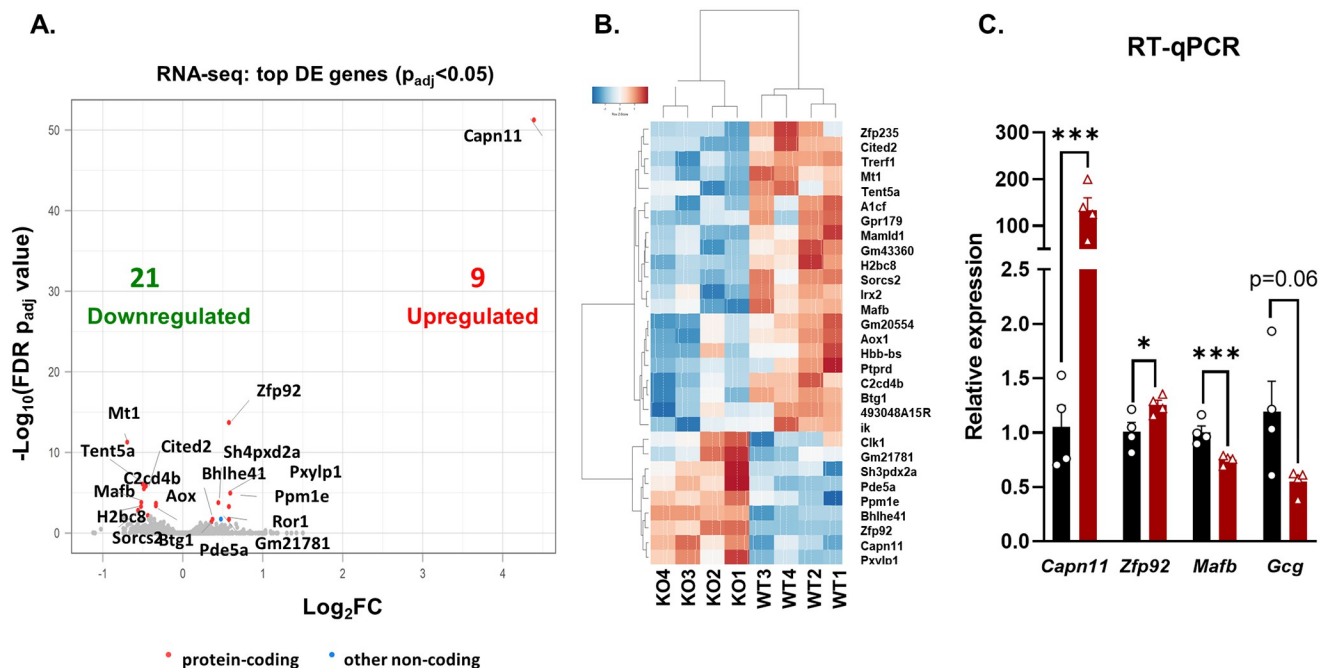 A.
RNA-seq: top DE genes (padj<0.05)
-Log10(FDR padj value)
50
40
30
20
10
0
Capn11
21
Downregulated
9
Upregulated
Zfp92
Mt1
Tent5a
Cited2
Sh4pxd2a
C2cd4b
Bhlhe41
Pxylp1
Mafb
Aox
Ppm1e
H2bc8
Ror1
Sorcs2
Btg1
Pde5a
Gm21781
-1
0
1
2
3
4
Log2FC
protein-coding
other non-coding
B.
Zfp235
Cited2
Trerf1
Mt1
Tent5a
A1cf
Gpr179
Mamld1
Gm43360
H2bc8
Sorcs2
Irx2
Mafb
Gm20554
Aox1
Hbb-bs
Ptprd
C2cd4b
Btg1
493048A15R
ik
Clk1
Gm21781
Sh3pdx2a
Pde5a
Ppm1e
Bhlhe41
Zfp92
Capn11
Pxylp1
KO4
KO3
KO2
KO1
WT3
WT4
WT2
WT1
C.
RT-qPCR
Relative expression
300
200
100
2.5
2.0
1.5
1.0
0.5
0.0
***
*
***
p=0.06
Capn11
Zfp92
Mafb
Gcg